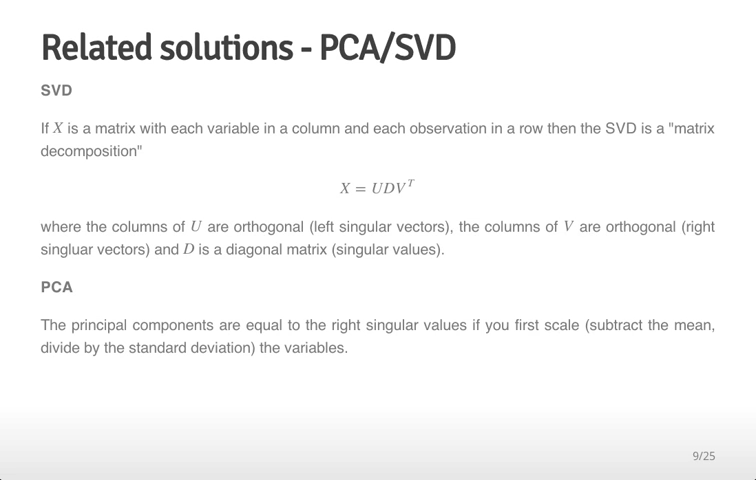 Related solutions - PCA/SVD
SVD
If X is a matrix with each variable in a column and each observation in a row then the SVD is a "matrix
decomposition"
X = UDV^T
where the columns of U are orthogonal (left singular vectors), the columns of V are orthogonal (right
singluar vectors) and D is a diagonal matrix (singular values).
PCA
The principal components are equal to the right singular values if you first scale (subtract the mean,
divide by the standard deviation) the variables.
9/25